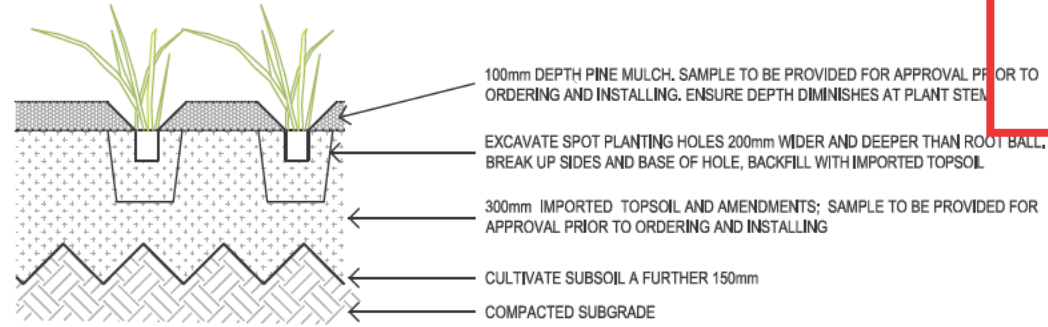 100mm DEPTH PINE MULCH. SAMPLE TO BE PROVIDED FOR APPROVAL PRIOR TO
ORDERING AND INSTALLING. ENSURE DEPTH DIMINISHES AT PLANT STEM
EXCAVATE SPOT PLANTING HOLES 200mm WIDER AND DEEPER THAN ROOT BALL,
BREAK UP SIDES AND BASE OF HOLE, BACKFILL WITH IMPORTED TOPSOIL
300mm IMPORTED TOPSOIL AND AMENDMENTS; SAMPLE TO BE PROVIDED FOR
APPROVAL PRIOR TO ORDERING AND INSTALLING
CULTIVATE SUBSOIL A FURTHER 150mm
COMPACTED SUBGRADE